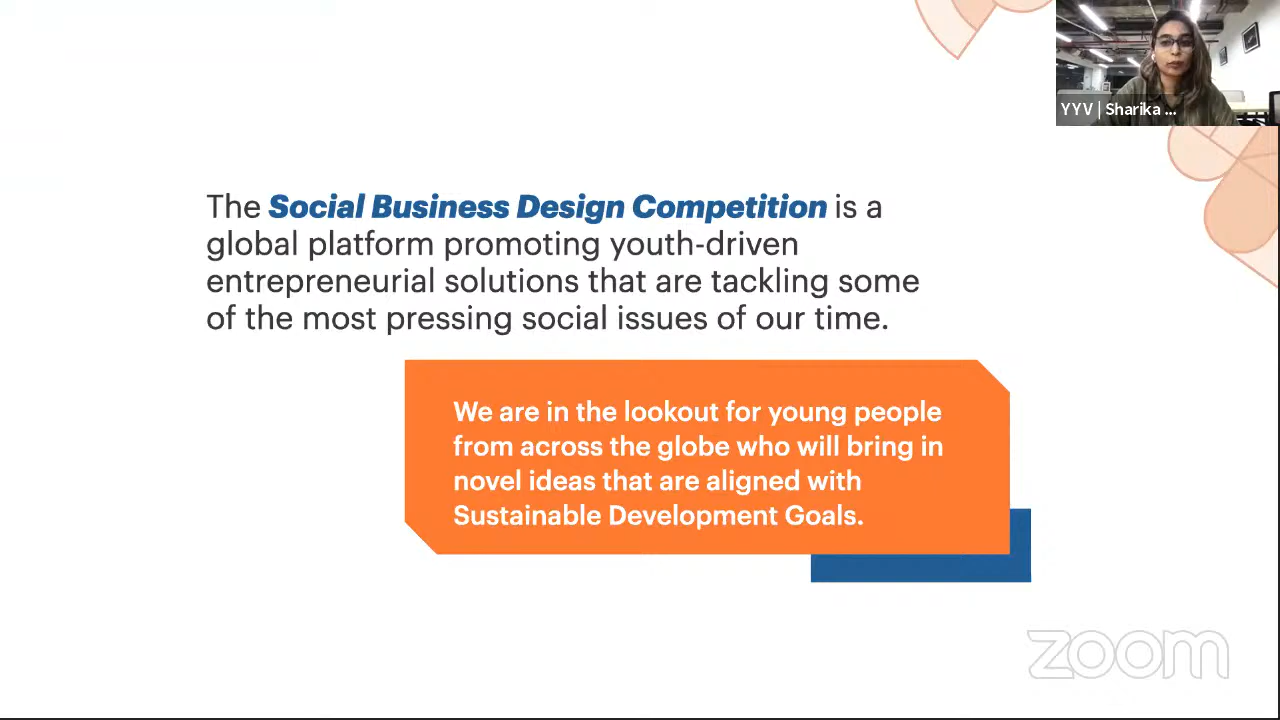 YYV | Sharika ...
The Social Business Design Competition is a
global platform promoting youth-driven
entrepreneurial solutions that are tackling some
of the most pressing social issues of our time.
We are in the lookout for young people
from across the globe who will bring in
novel ideas that are aligned with
Sustainable Development Goals.
zoom